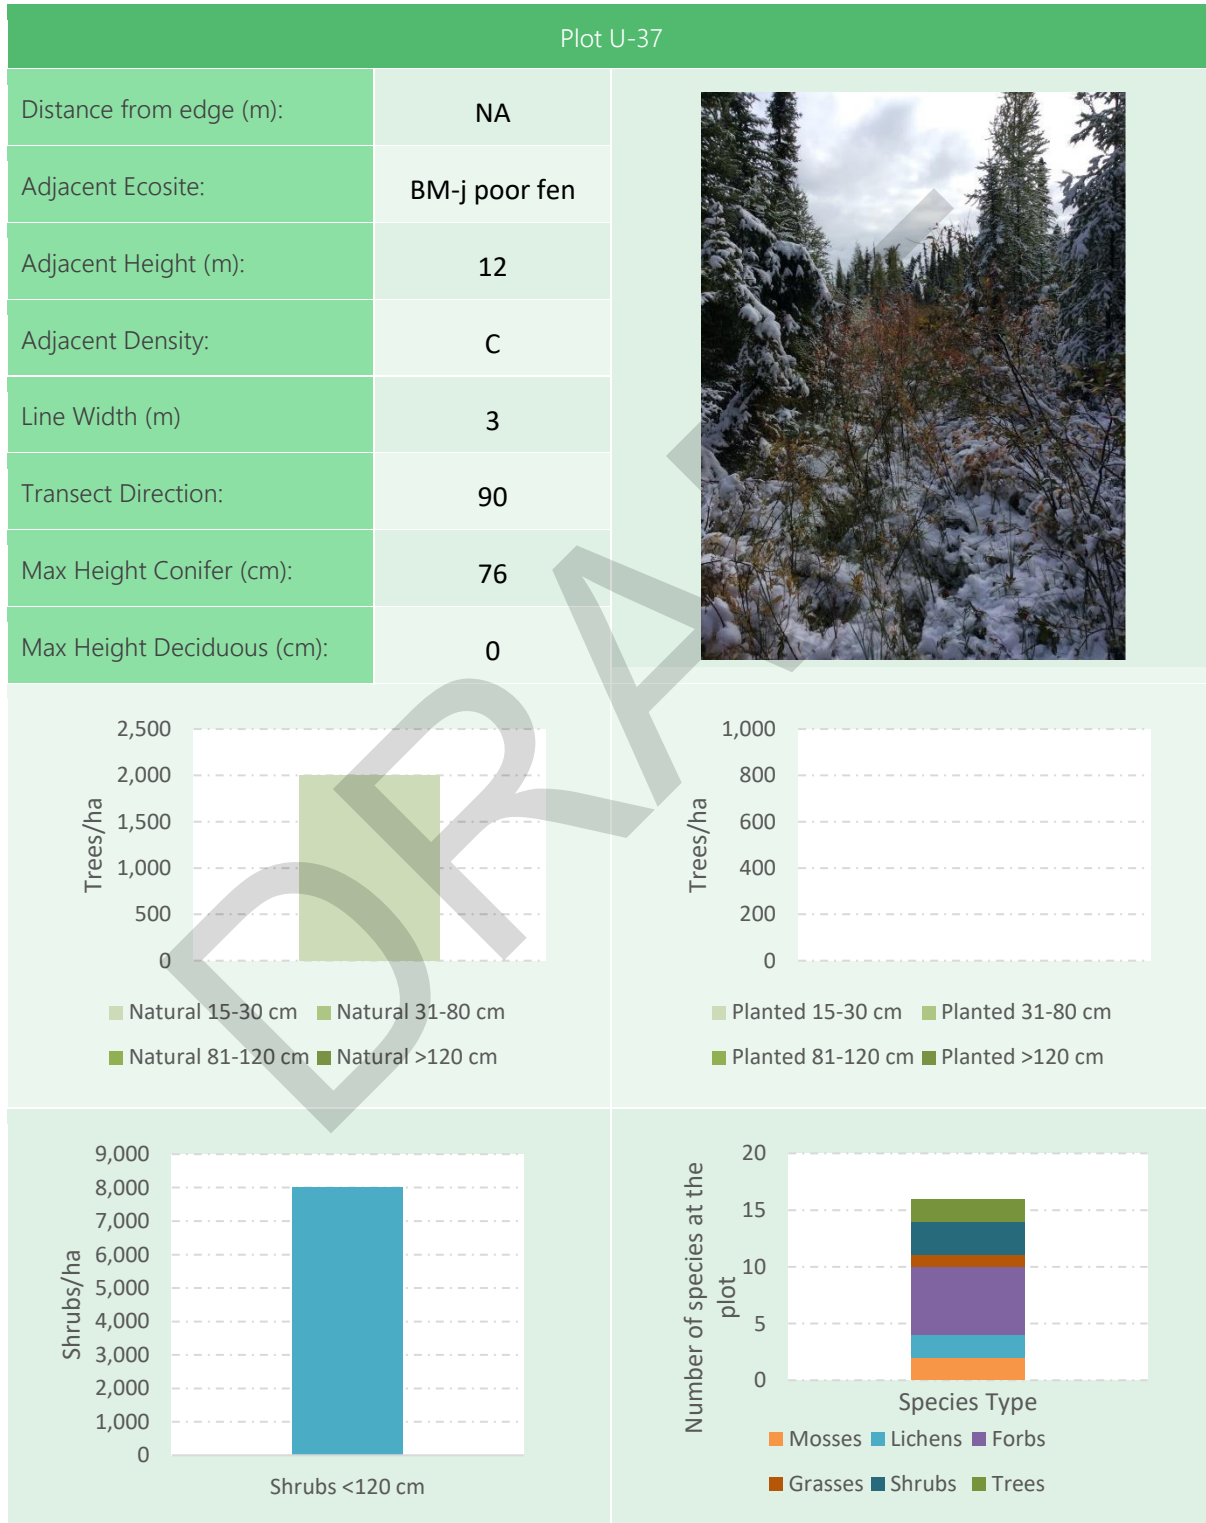 Plot U-37
Distance from edge (m): NA
Adjacent Ecosite: BM-j poor fen
Adjacent Height (m): 12
Adjacent Density: C
Line Width (m) 3
Transect Direction: 90
Max Height Conifer (cm): 76
Max Height Deciduous (cm): 0
Trees/ha
2,500
2,000
1,500
1,000
500
0
Natural 15-30 cm Natural 31-80 cm
Natural 81-120 cm Natural >120 cm
Trees/ha
1,000
800
600
400
200
0
Planted 15-30 cm Planted 31-80 cm
Planted 81-120 cm Planted >120 cm
Shrubs/ha
9,000
8,000
7,000
6,000
5,000
4,000
3,000
2,000
1,000
0
Shrubs <120 cm
Number of species at the
plot
20
15
10
5
0
Species Type
Mosses Lichens Forbs
Grasses Shrubs Trees